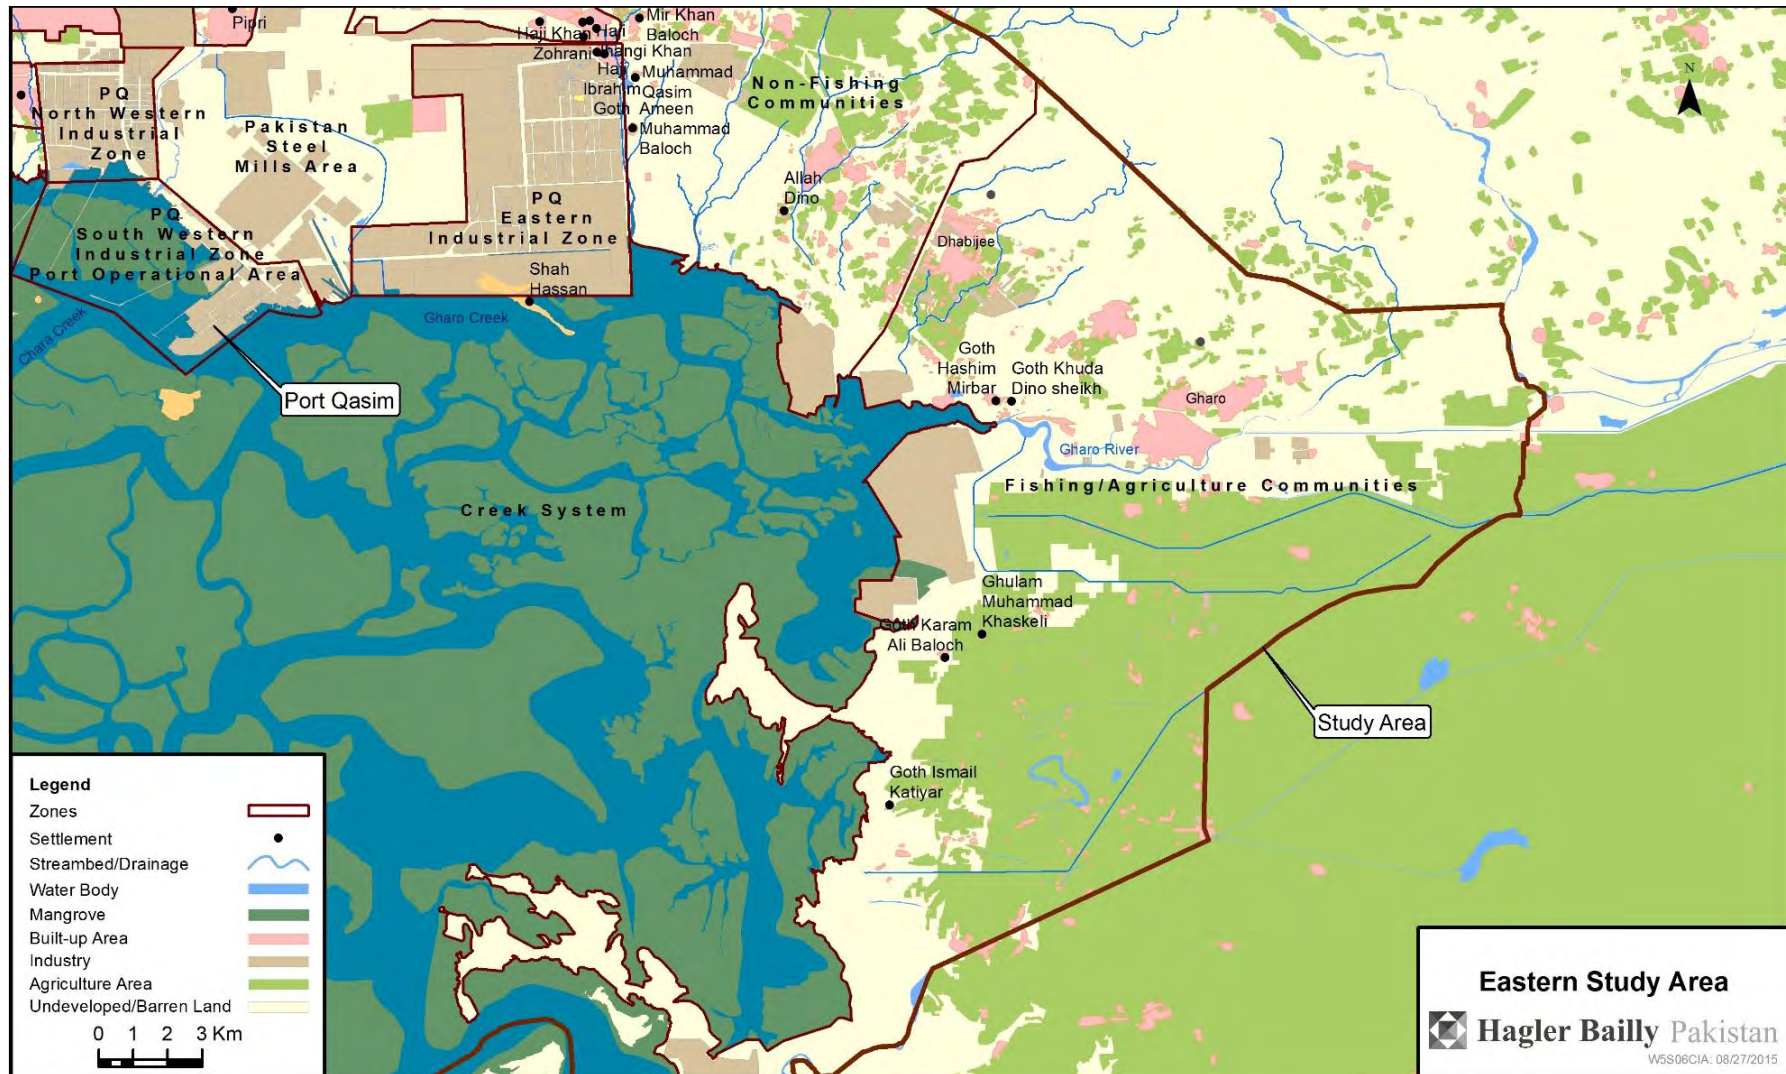 Pipri
Mir Khan
Baloch
Haji Khan
Haji
Zohrani
Jhangi Khan
Haji
Ibrahim
Muhammad
Qasim
Goth Ameen
Muhammad
Baloch
Non-Fishing
Communities
N
PQ
North Western
Industrial
Zone
Pakistan
Steel
Mills Area
Allah
Dino
PQ
South Western
Industrial Zone
Port Operational Area
PQ
Eastern
Industrial Zone
Dhabijee
Shah
Hassan
Gharo Creek
Chara Creek
Port Qasim
Goth
Hashim
Mirbar
Goth Khuda
Dino sheikh
Gharo
Gharo River
Fishing/Agriculture Communities
Creek System
Ghulam
Muhammad
Khaskeli
Goth Karam
Ali Baloch
Study Area
Goth Ismail
Katiyar
Legend
Zones
Settlement
Streambed/Drainage
Water Body
Mangrove
Built-up Area
Industry
Agriculture Area
Undeveloped/Barren Land
0 1 2 3 Km
Eastern Study Area
Hagler Bailly Pakistan
W5S06CIA: 08/27/2015